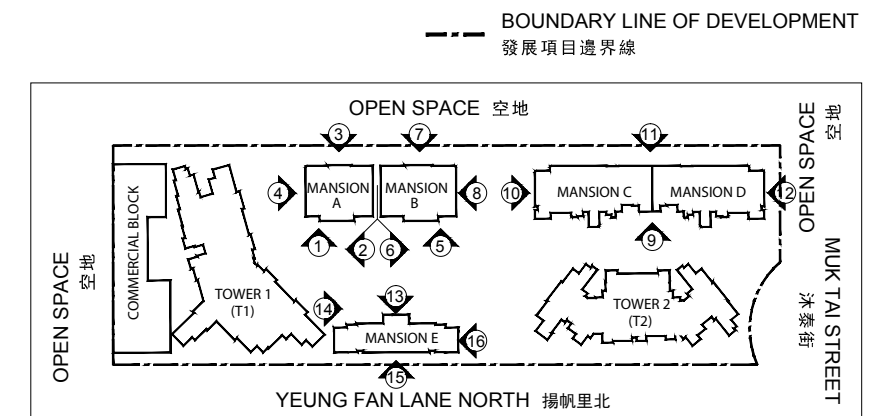 BOUNDARY LINE OF DEVELOPMENT
發展項目邊界線
OPEN SPACE 空地
OPEN SPACE 空地
3
7
11
4
MANSION A
MANSION B
8
10
MANSION C
MANSION D
12
1
2
6
5
9
COMMERCIAL BLOCK
OPEN SPACE
空地
TOWER 1
(T1)
14
13
MANSION E
16
15
TOWER 2
(T2)
MUK TAI STREET
沐泰街
YEUNG FAN LANE NORTH 揚帆里北